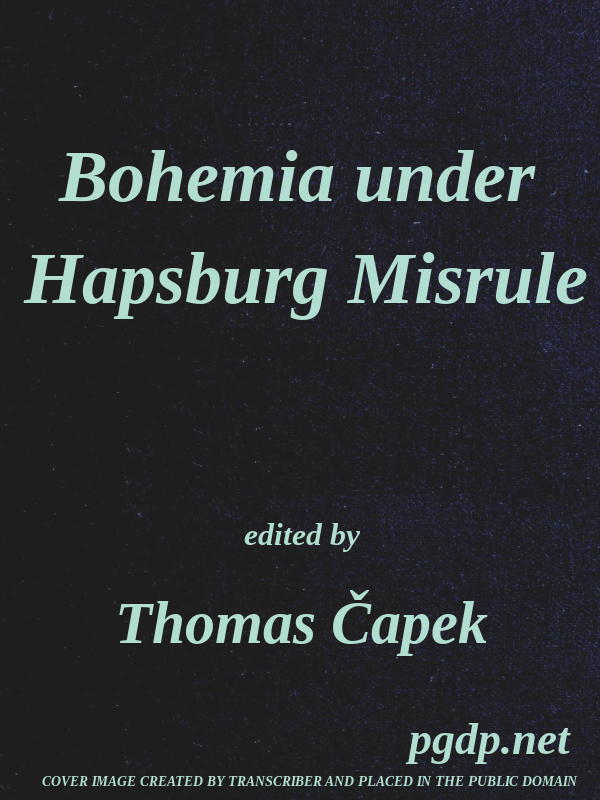 Bohemia under
Hapsburg Misrule
edited by
Thomas Čapek
pgdp.net
COVER IMAGE CREATED BY TRANSCRIBER AND PLACED IN THE PUBLIC DOMAIN